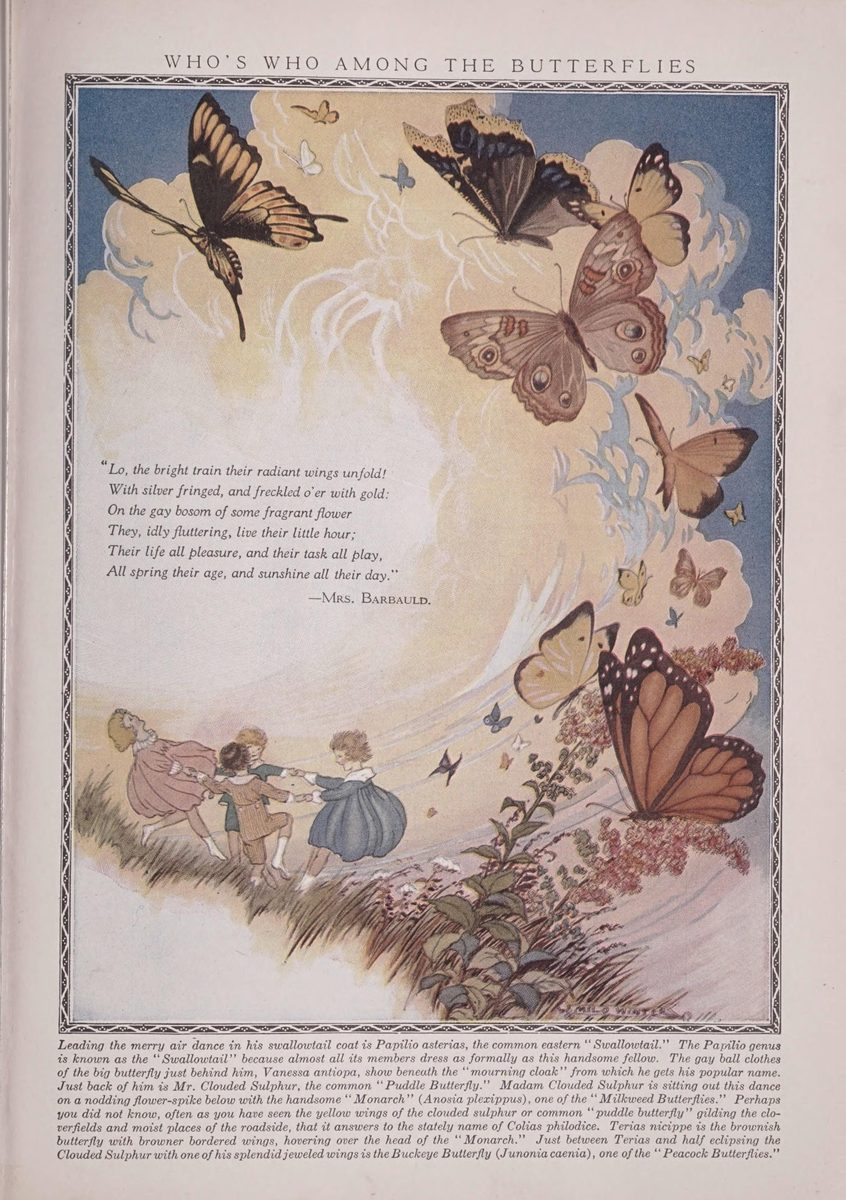 WHO'S WHO AMONG THE BUTTERFLIES
"Lo, the bright train their radiant wings unfold!
With silver fringed, and freckled o'er with gold:
On the gay bosom of some fragrant flower
They, idly fluttering, live their little hour;
Their life all pleasure, and their task all play,
All spring their age, and sunshine all their day."
—MRS. BARBAULD.
MILO WINTER
Leading the merry air dance in his swallowtail coat is Papilio asterias, the common eastern "Swallowtail." The Papilio genus
is known as the "Swallowtail" because almost all its members dress as formally as this handsome fellow. The gay ball clothes
of the big butterfly just behind him, Vanessa antiopa, show beneath the "mourning cloak" from which he gets his popular name.
Just back of him is Mr. Clouded Sulphur, the common "Puddle Butterfly." Madam Clouded Sulphur is sitting out this dance
on a nodding flower-spike below with the handsome "Monarch" (Anosia plexippus), one of the "Milkweed Butterflies." Perhaps
you did not know, often as you have seen the yellow wings of the clouded sulphur or common "puddle butterfly" gilding the clo-
verfields and moist places of the roadside, that it answers to the stately name of Colias philodice. Terias nicippe is the brownish
butterfly with browner bordered wings, hovering over the head of the "Monarch." Just between Terias and half eclipsing the
Clouded Sulphur with one of his splendid jeweled wings is the Buckeye Butterfly (Junonia caenia), one of the "Peacock Butterflies."